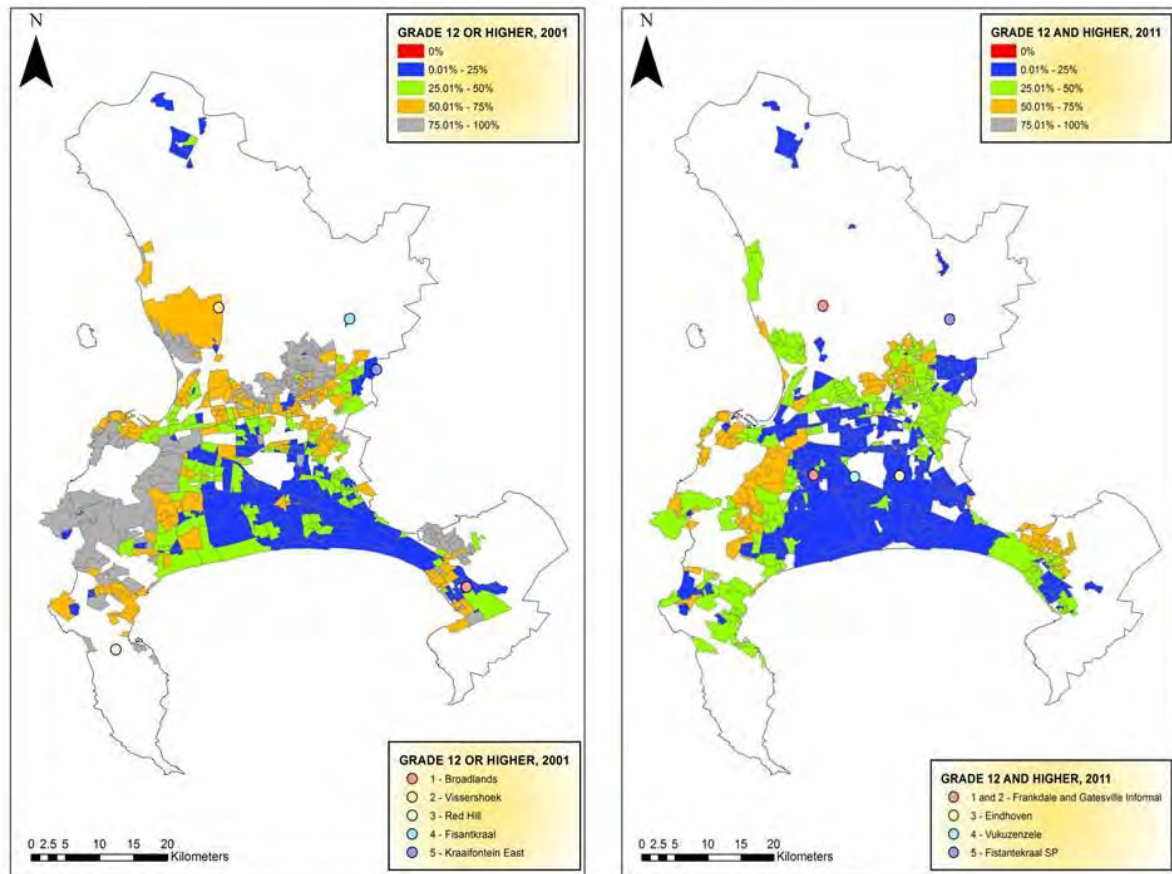 N
GRADE 12 OR HIGHER, 2001
0%
0.01% - 25%
25.01% - 50%
50.01% - 75%
75.01% - 100%
GRADE 12 OR HIGHER, 2001
1 - Broadlands
2 - Vissershoek
3 - Red Hill
4 - Fisantkraal
5 - Kraaifontein East
0 2.5 5 10 15 20
Kilometers
N
GRADE 12 AND HIGHER, 2011
0%
0.01% - 25%
25.01% - 50%
50.01% - 75%
75.01% - 100%
GRADE 12 AND HIGHER, 2011
1 and 2 - Frankdale and Gatesville Informal
3 - Eindhoven
4 - Vukuzenzele
5 - Fistantekraal SP
0 2.5 5 10 15 20
Kilometers